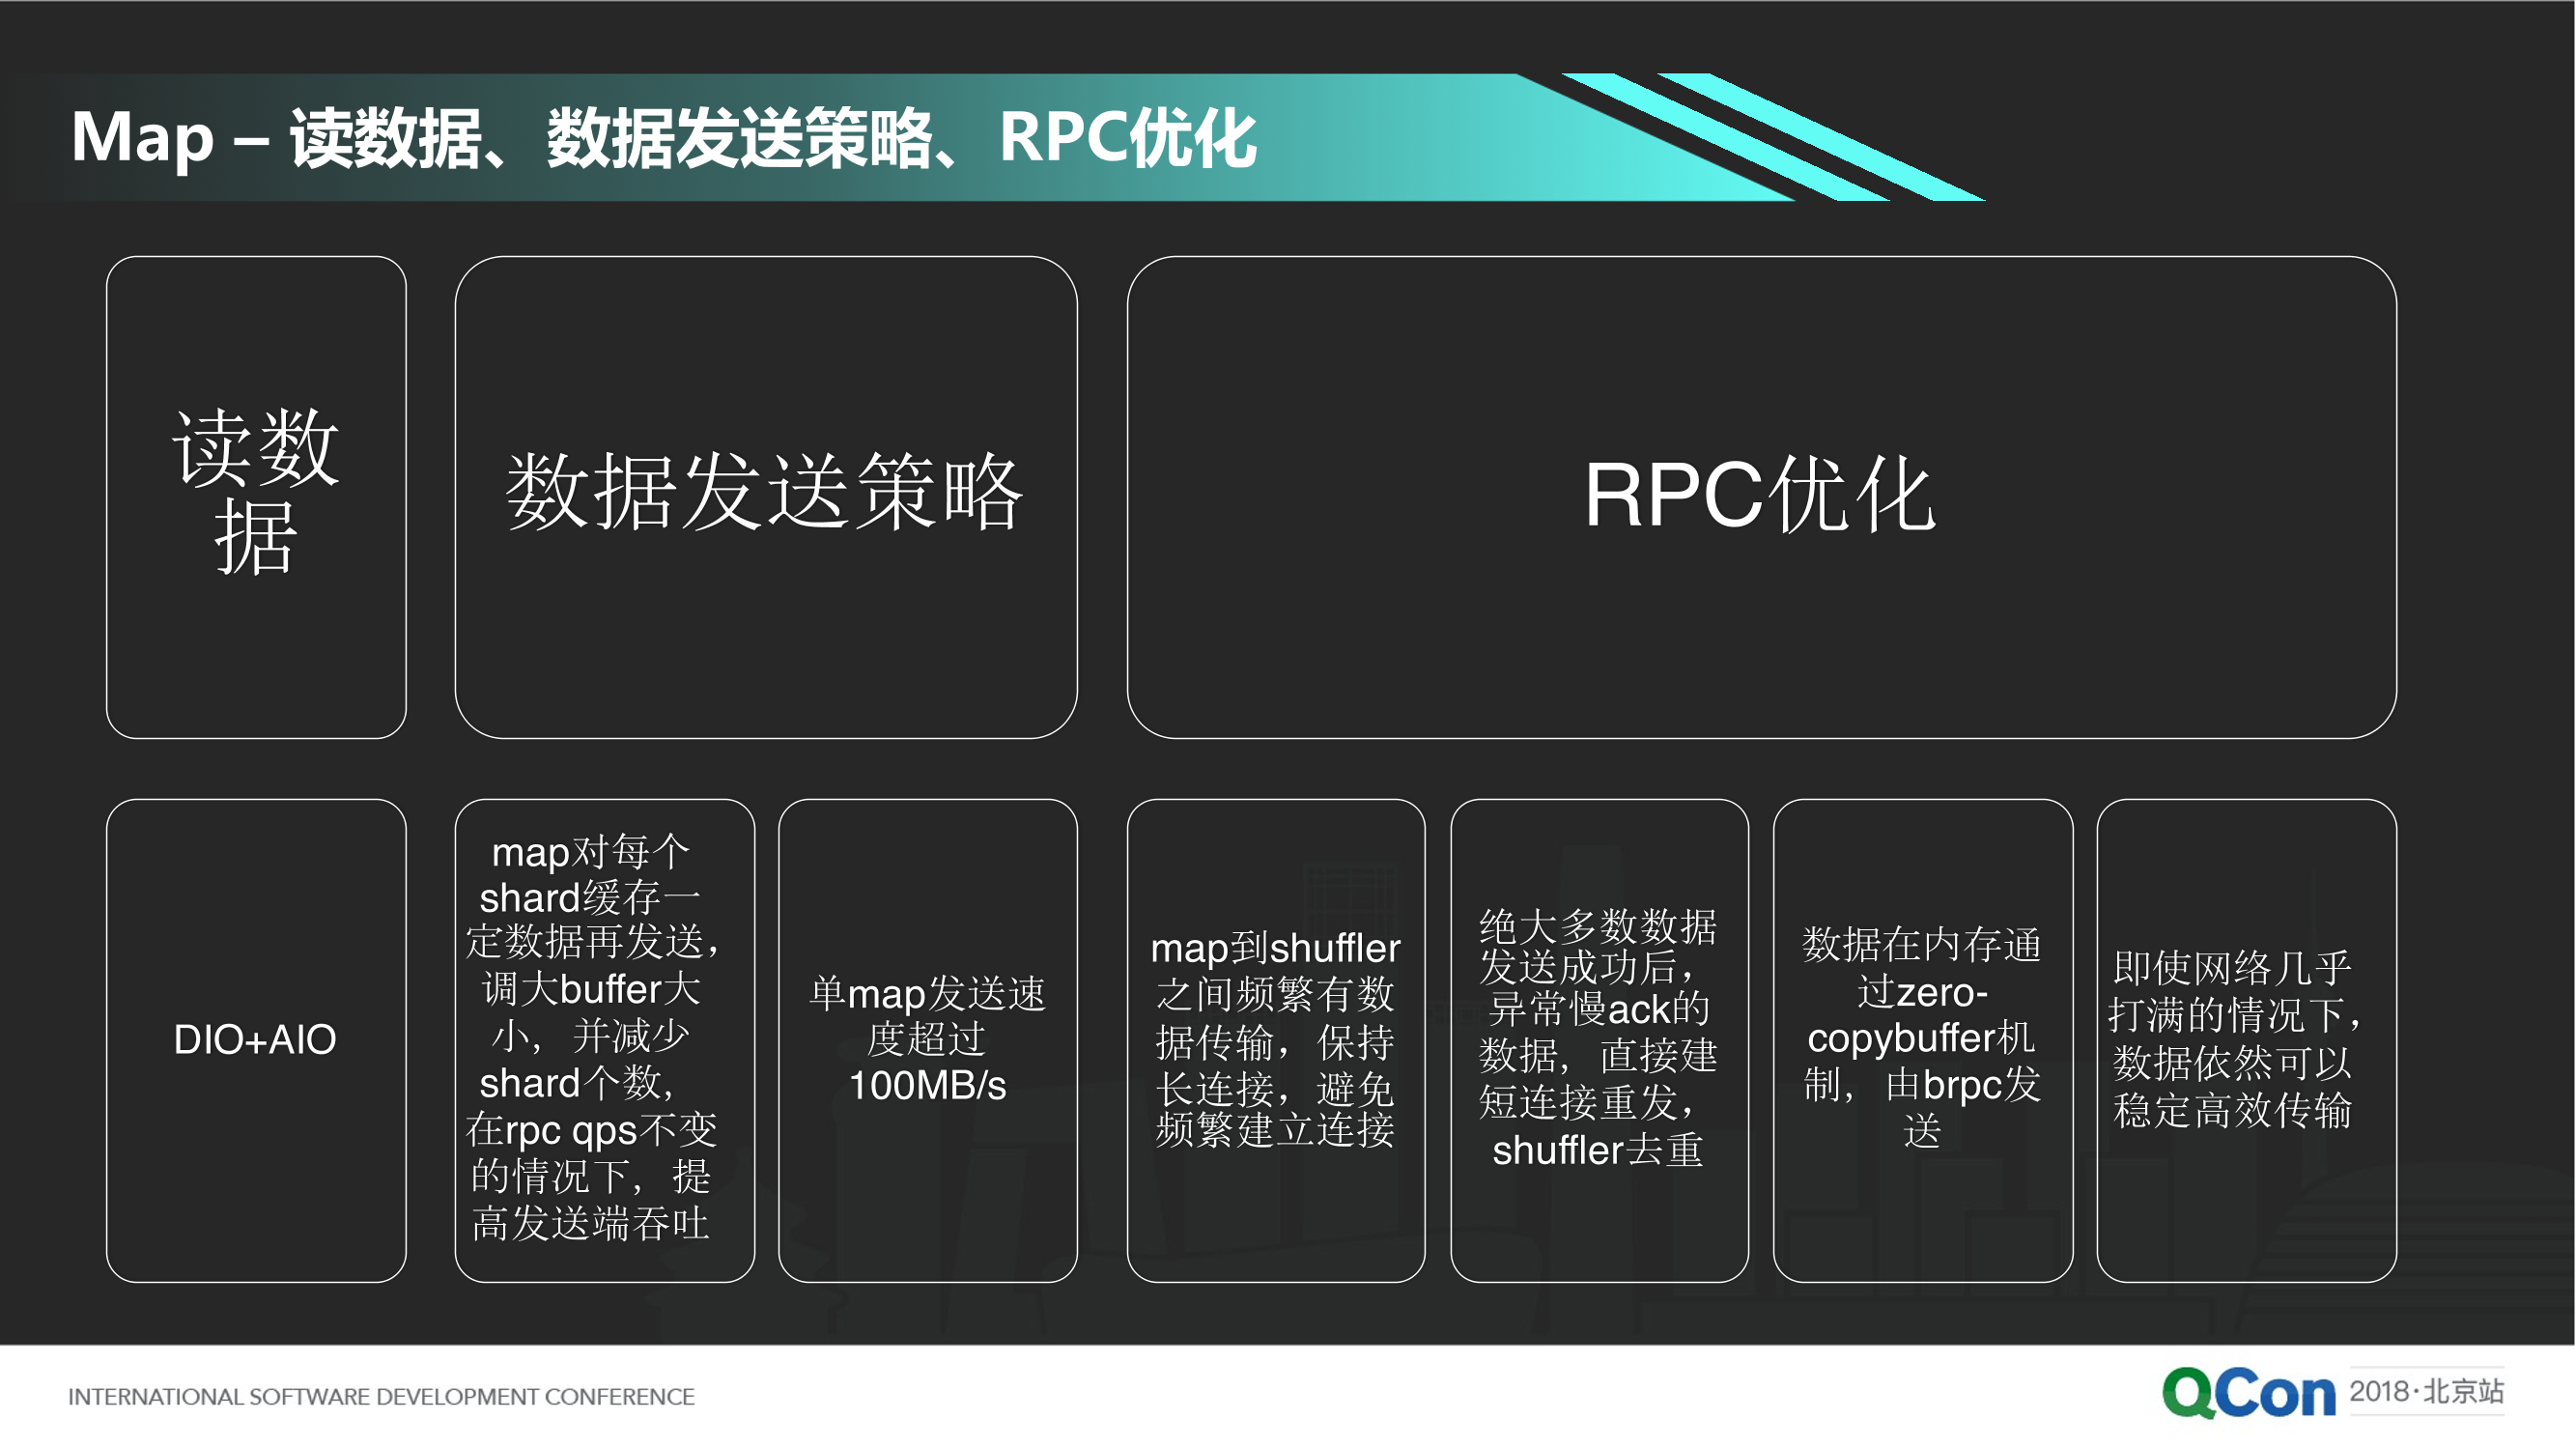 Map – 读数据、数据发送策略、RPC优化
读数
据
数据发送策略
RPC优化
DIO+AIO
map对每个
shard缓存一
定数据再发送，
调大buffer大
小，并减少
shard个数，
在rpc qps不变
的情况下，提
高发送端吞吐
单map发送速
度超过
100MB/s
map到shuffler
之间频繁有数
据传输，保持
长连接，避免
频繁建立连接
绝大多数数据
发送成功后，
异常慢ack的
数据，直接建
短连接重发，
shuffler去重
数据在内存通
过zero-
copybuffer机
制，由brpc发
送
即使网络几乎
打满的情况下，
数据依然可以
稳定高效传输
INTERNATIONAL SOFTWARE DEVELOPMENT CONFERENCE
QCon 2018·北京站